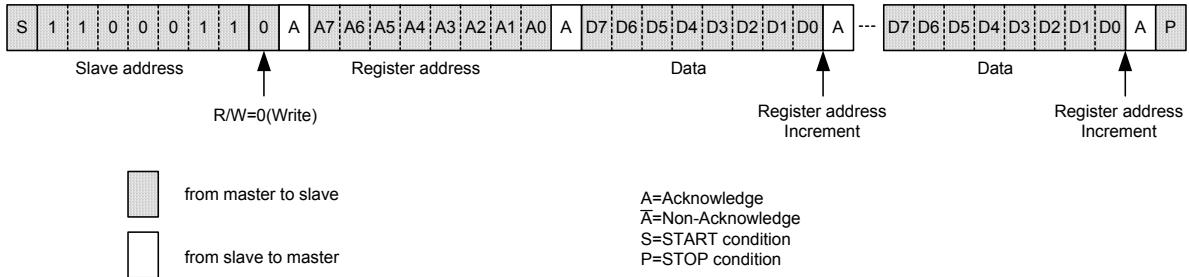 S 1 1 0 0 0 1 1 0 A A7 A6 A5 A4 A3 A2 A1 A0 A D7 D6 D5 D4 D3 D2 D1 D0 A --- D7 D6 D5 D4 D3 D2 D1 D0 A P
Slave address
Register address
Data
Data
R/W=0(Write)
Register address
Increment
Register address
Increment
from master to slave
from slave to master
A=Acknowledge
A̅=Non-Acknowledge
S=START condition
P=STOP condition